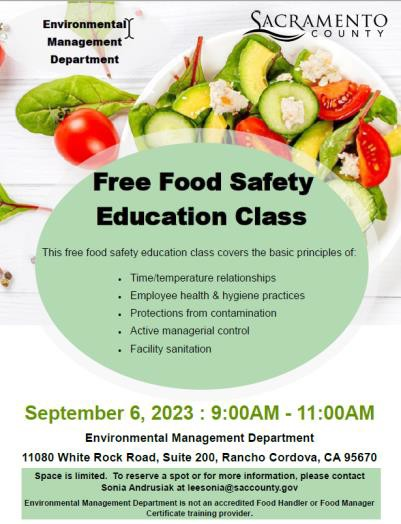 Environmental
Management
Department
SACRAMENTO
COUNTY
Free Food Safety
Education Class
This free food safety education class covers the basic principles of:
• Time/temperature relationships
• Employee health & hygiene practices
• Protections from contamination
• Active managerial control
• Facility sanitation
September 6, 2023 : 9:00AM - 11:00AM
Environmental Management Department
11080 White Rock Road, Suite 200, Rancho Cordova, CA 95670
Space is limited. To reserve a spot or for more information, please contact
Sonia Andrusiak at leesonia@saccounty.gov
Environmental Management Department is not an accredited Food Handler or Food Manager
Certificate training provider.